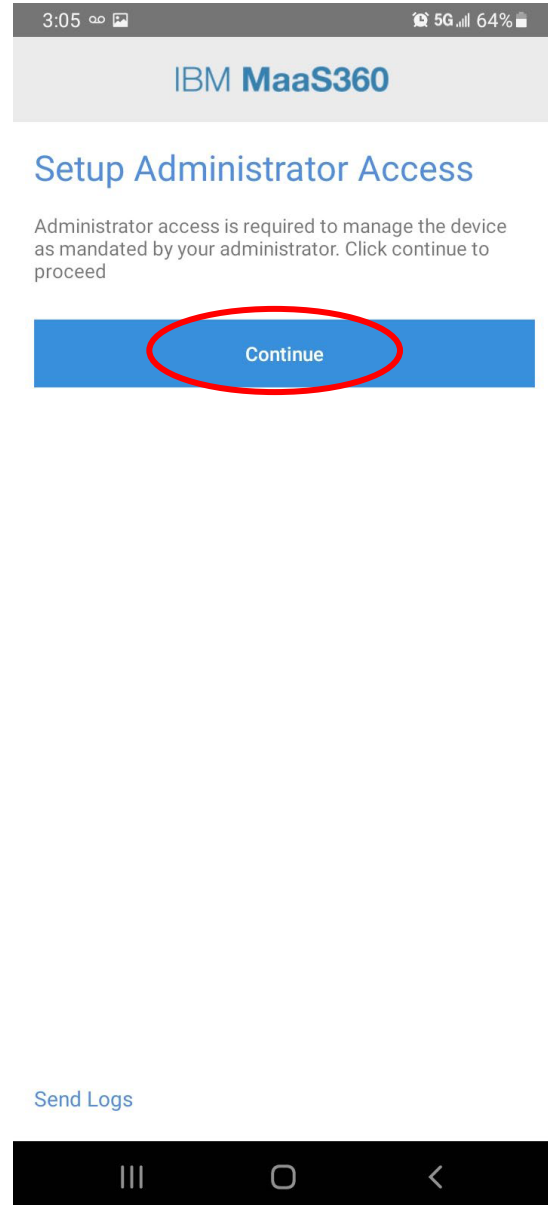 3:05 5G 64%
IBM MaaS360
Setup Administrator Access
Administrator access is required to manage the device
as mandated by your administrator. Click continue to
proceed
Continue
Send Logs